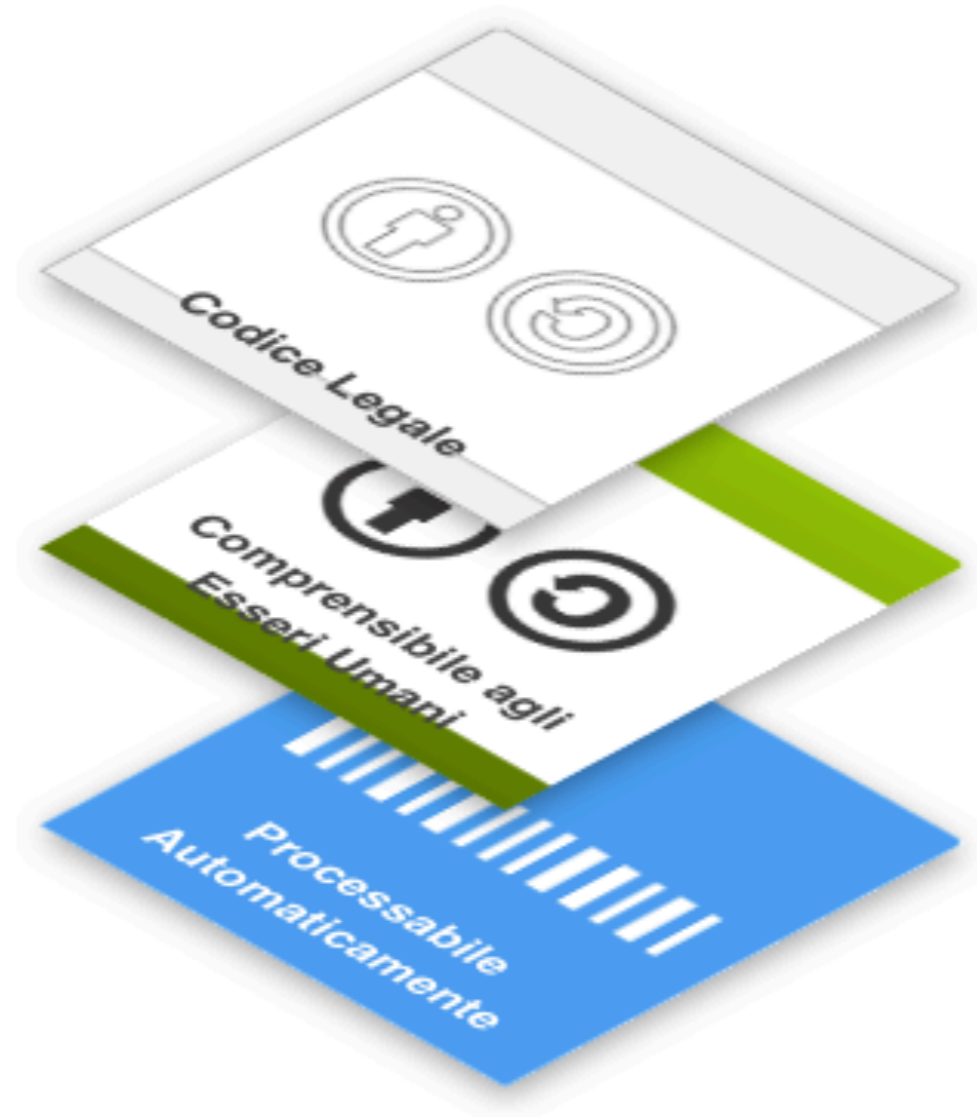 Codice Legale
Comprensibile agli
Esseri Umani
Processabile
Automaticamente